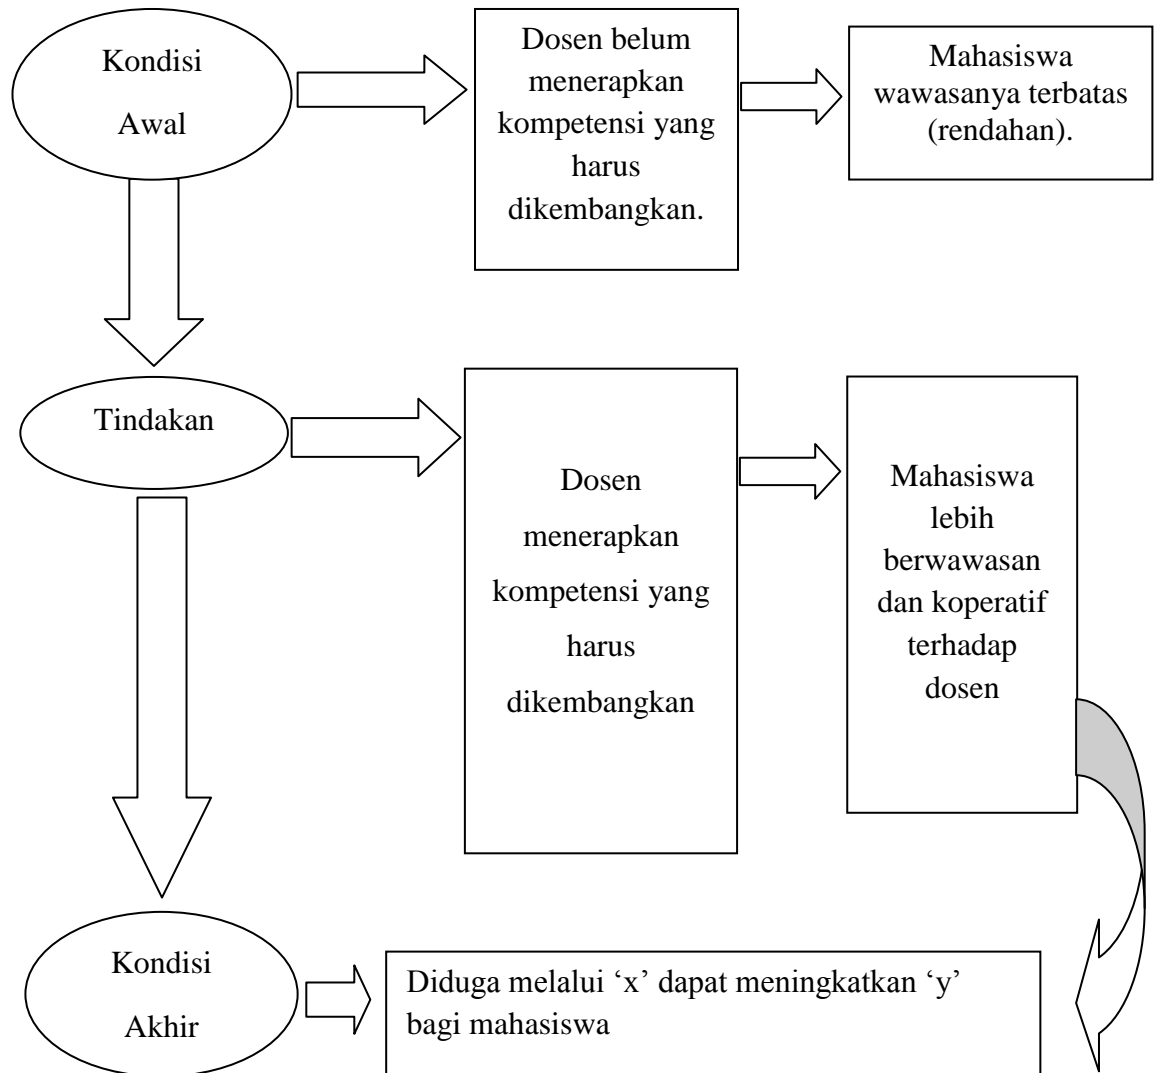 Kondisi
Awal
Dosen belum
menerapkan
kompetensi yang
harus
dikembangkan.
Mahasiswa
wawasanya terbatas
(rendahan).
Tindakan
Dosen
menerapkan
kompetensi yang
harus
dikembangkan
Mahasiswa
lebih
berwawasan
dan koperatif
terhadap
dosen
Kondisi
Akhir
Diduga melalui ‘x’ dapat meningkatkan ‘y’
bagi mahasiswa